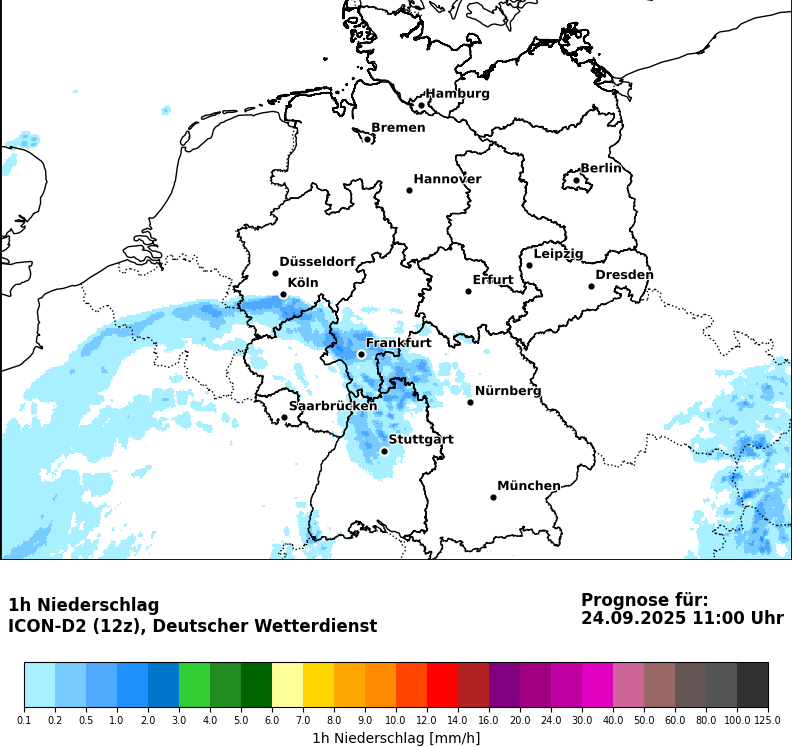 Hamburg
Bremen
Berlin
Hannover
Leipzig
Düsseldorf
Dresden
Köln
Erfurt
Frankfurt
Nürnberg
Saarbrücken
Stuttgart
München
1h Niederschlag
ICON-D2 (12z), Deutscher Wetterdienst
Prognose für:
24.09.2025 11:00 Uhr
0.1 0.2 0.5 1.0 2.0 3.0 4.0 5.0 6.0 7.0 8.0 9.0 10.0 12.0 14.0 16.0 20.0 24.0 30.0 40.0 50.0 60.0 80.0 100.0 125.0
1h Niederschlag [mm/h]